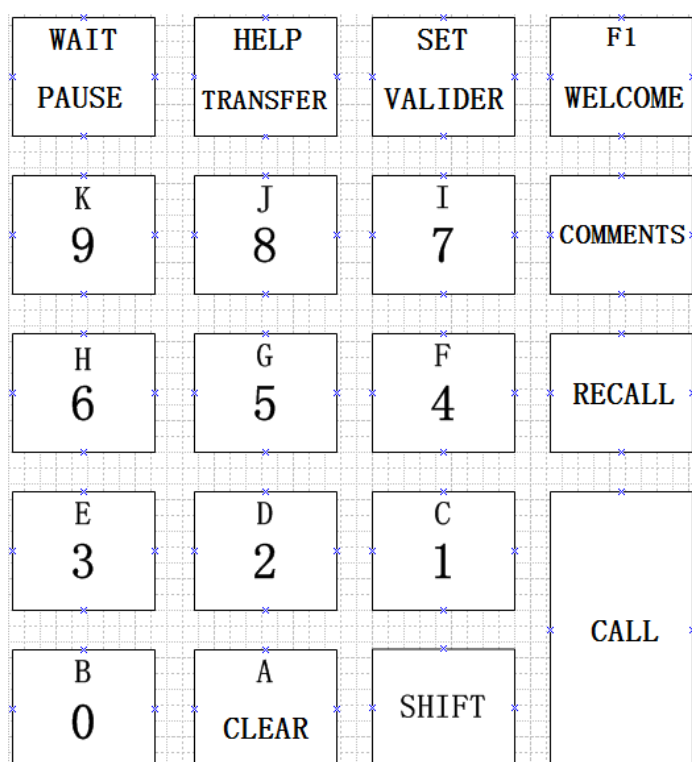 WAIT
PAUSE
HELP
TRANSFER
SET
VALIDER
F1
WELCOME
K
9
J
8
I
7
COMMENTS
H
6
G
5
F
4
RECALL
E
3
D
2
C
1
CALL
B
0
A
CLEAR
SHIFT